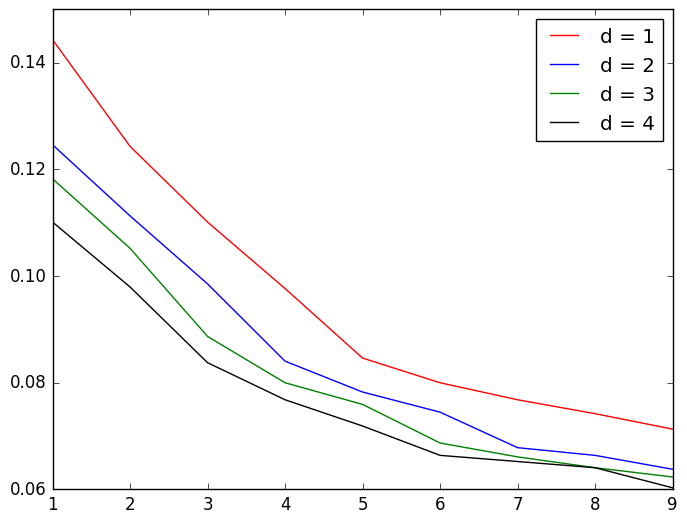 0.14
0.12
0.10
0.08
0.06
1 2 3 4 5 6 7 8 9
d = 1
d = 2
d = 3
d = 4